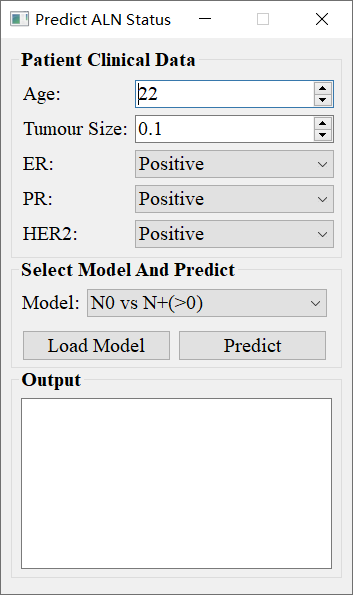 Predict ALN Status
Patient Clinical Data
Age: 22
Tumour Size: 0.1
ER: Positive
PR: Positive
HER2: Positive
Select Model And Predict
Model: N0 vs N+(>0)
Load Model Predict
Output